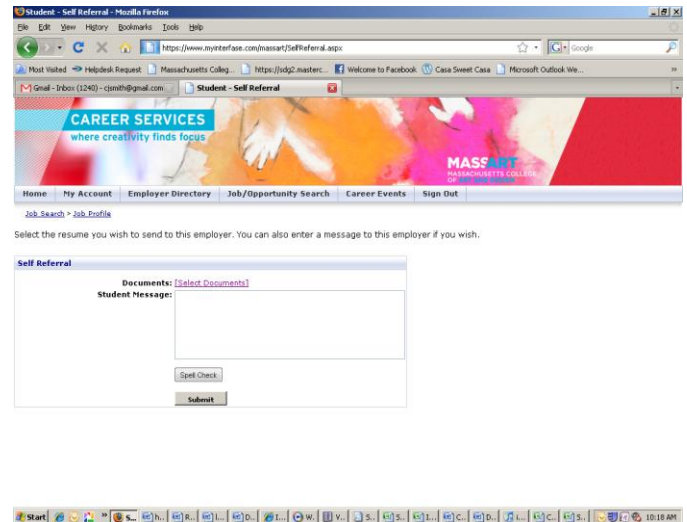 Student - Self Referral - Mozilla Firefox
File Edit View History Bookmarks Tools Help
https://www.myinterfase.com/massart/SelfReferral.aspx
Google
Most Visited Helpdesk Request Massachusetts Colleg... https://sdg2.masterc... Welcome to Facebook Casa Sweet Casa Microsoft Outlook We...
Gmail - Inbox (1240) - cjsmith@gmail.com Student - Self Referral
CAREER SERVICES
where creativity finds focus
MASSART
MASSACHUSETTS COLLEGE
OF ART AND DESIGN
Home My Account Employer Directory Job/Opportunity Search Career Events Sign Out
Job Search > Job Profile
Select the resume you wish to send to this employer. You can also enter a message to this employer if you wish.
Self Referral
Documents: [Select Documents]
Student Message:
Spell Check
Submit
Start S... h... R... I... D... I... W... V... S... S... I... C... D... i... C... S... 10:18 AM